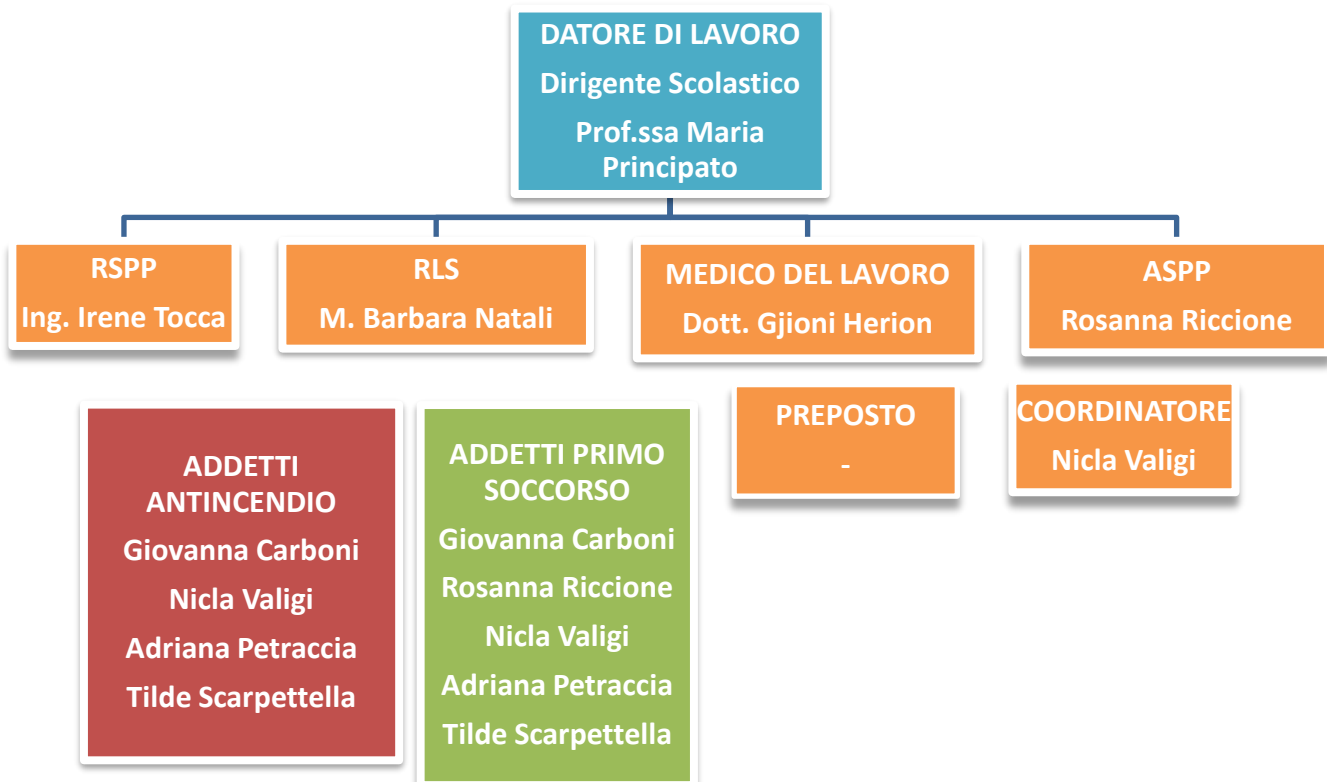 DATORE DI LAVORO
Dirigente Scolastico
Prof.ssa Maria
Principato
RSPP
Ing. Irene Tocca
RLS
M. Barbara Natali
MEDICO DEL LAVORO
Dott. Gjioni Herion
ASPP
Rosanna Riccione
ADDETTI
ANTINCENDIO
Giovanna Carboni
Nicla Valigi
Adriana Petraccia
Tilde Scarpettella
ADDETTI PRIMO
SOCCORSO
Giovanna Carboni
Rosanna Riccione
Nicla Valigi
Adriana Petraccia
Tilde Scarpettella
PREPOSTO
-
COORDINATORE
Nicla Valigi